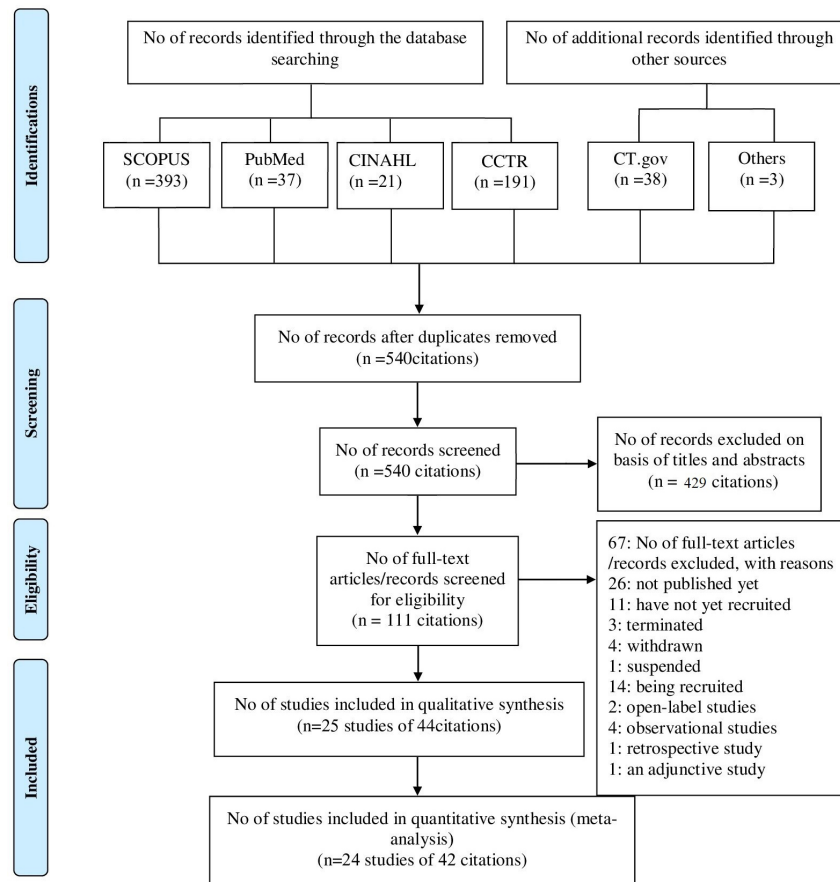 Identifications
No of records identified through the database
searching
No of additional records identified through
other sources
SCOPUS
(n =393)
PubMed
(n =37)
CINAHL
(n =21)
CCTR
(n =191)
CT.gov
(n =38)
Others
(n =3)
Screening
No of records after duplicates removed
(n =540citations)
No of records screened
(n =540 citations)
No of records excluded on
basis of titles and abstracts
(n = 429 citations)
Eligibility
No of full-text
articles/records screened
for eligibility
(n = 111 citations)
67: No of full-text articles
/records excluded, with reasons
26: not published yet
11: have not yet recruited
3: terminated
4: withdrawn
1: suspended
14: being recruited
2: open-label studies
4: observational studies
1: retrospective study
1: an adjunctive study
Included
No of studies included in qualitative synthesis
(n=25 studies of 44citations)
No of studies included in quantitative synthesis (meta-
analysis)
(n=24 studies of 42 citations)